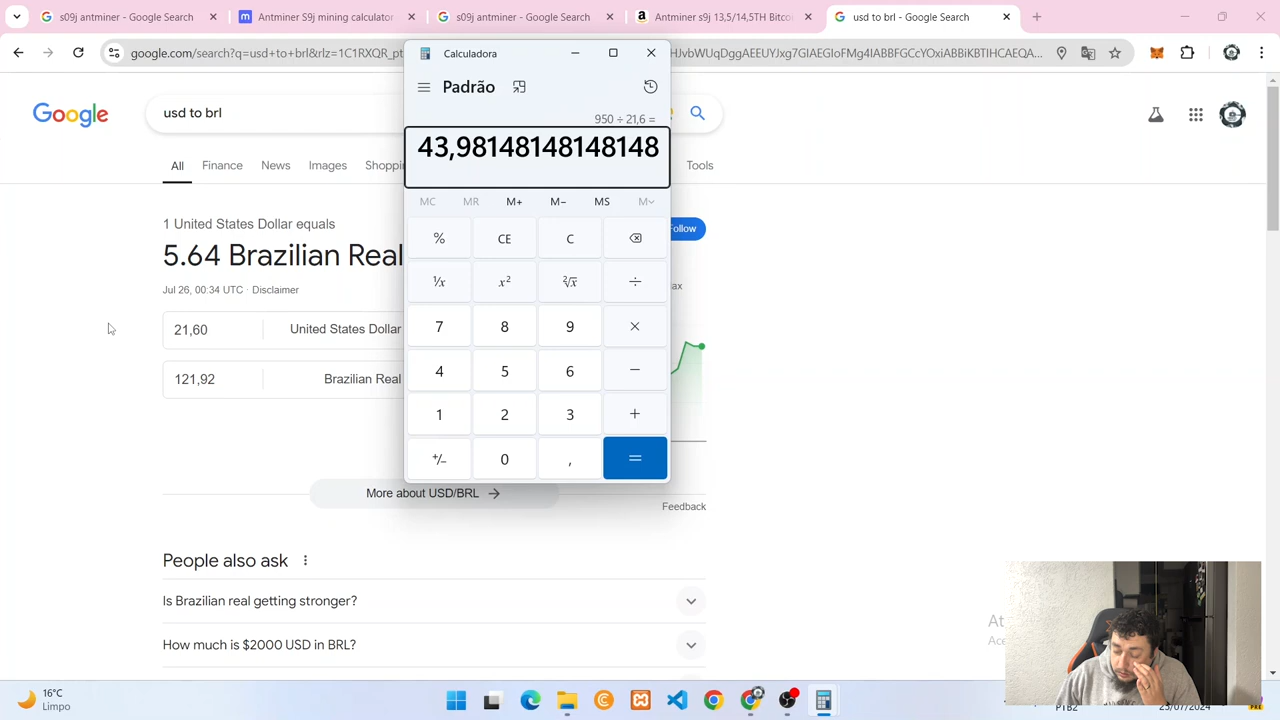 s09j antminer - Google Search
Antminer S9j mining calculator
s09j antminer - Google Search
Antminer s9j 13,5/14,5TH Bitco
usd to brl - Google Search
google.com/search?q=usd+to+brl&rlz=1C1RXQR_pt
HJvbWUqDggAEEUYJxg7GIAEGIoFMg4IABBFGCcYOxiABBiKBTIHCAEQA...
Calculadora
Padrão
950 ÷ 21,6 =
43,98148148148148
MC MR M+ M− MS M
% CE C
¹/x x² ²√x ÷
7 8 9 ×
4 5 6 −
1 2 3 +
+/− 0 , =
Google
usd to brl
All
Finance
News
Images
Shoppi
Tools
1 United States Dollar equals
5.64 Brazilian Real
Follow
Jul 26, 00:34 UTC · Disclaimer
ax
21,60 United States Dollar
121,92 Brazilian Real
More about USD/BRL
Feedback
People also ask
Is Brazilian real getting stronger?
How much is $2000 USD in BRL?
At
16°C
Limpo
PTB2
25/07/2024